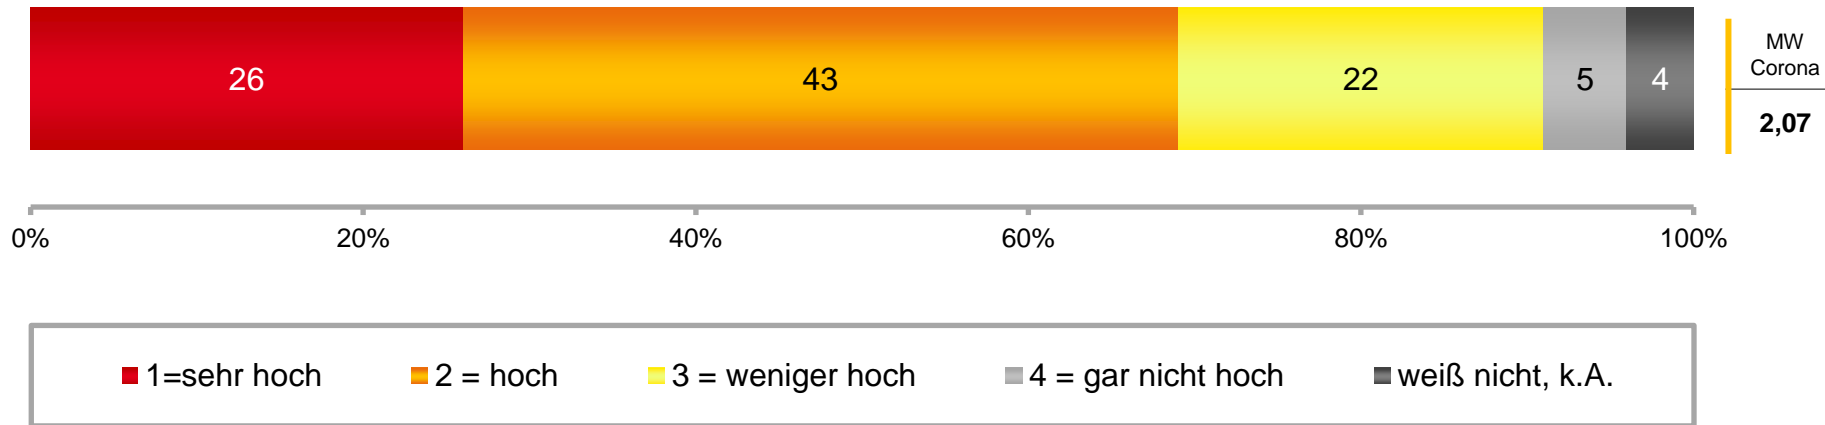 26 43 22 5 4
MW
Corona
2,07
0% 20% 40% 60% 80% 100%
1=sehr hoch 2 = hoch 3 = weniger hoch 4 = gar nicht hoch weiß nicht, k.A.